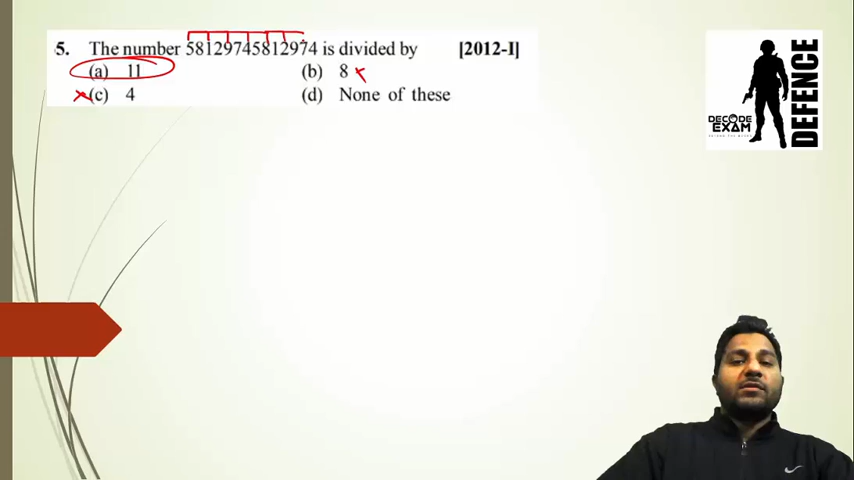 5. The number 58129745812974 is divided by [2012-I]
(a) 11 (b) 8
(c) 4 (d) None of these
DECODE
EXAM
DEFENCE